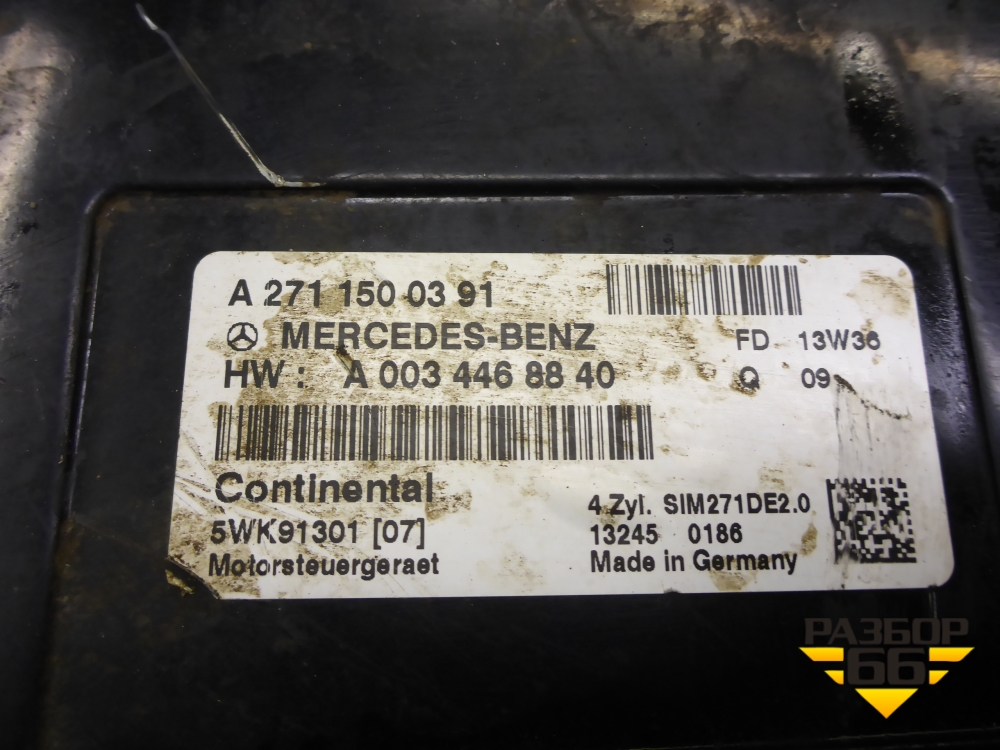 A 271 150 03 91
MERCEDES-BENZ
FD 13W36
HW : A 003 446 88 40
Q 09
Continental
4 Zyl. SIM271DE2.0
5WK91301 [07]
13245 0186
Motorsteuergeraet
Made in Germany
РАЗБОР
66